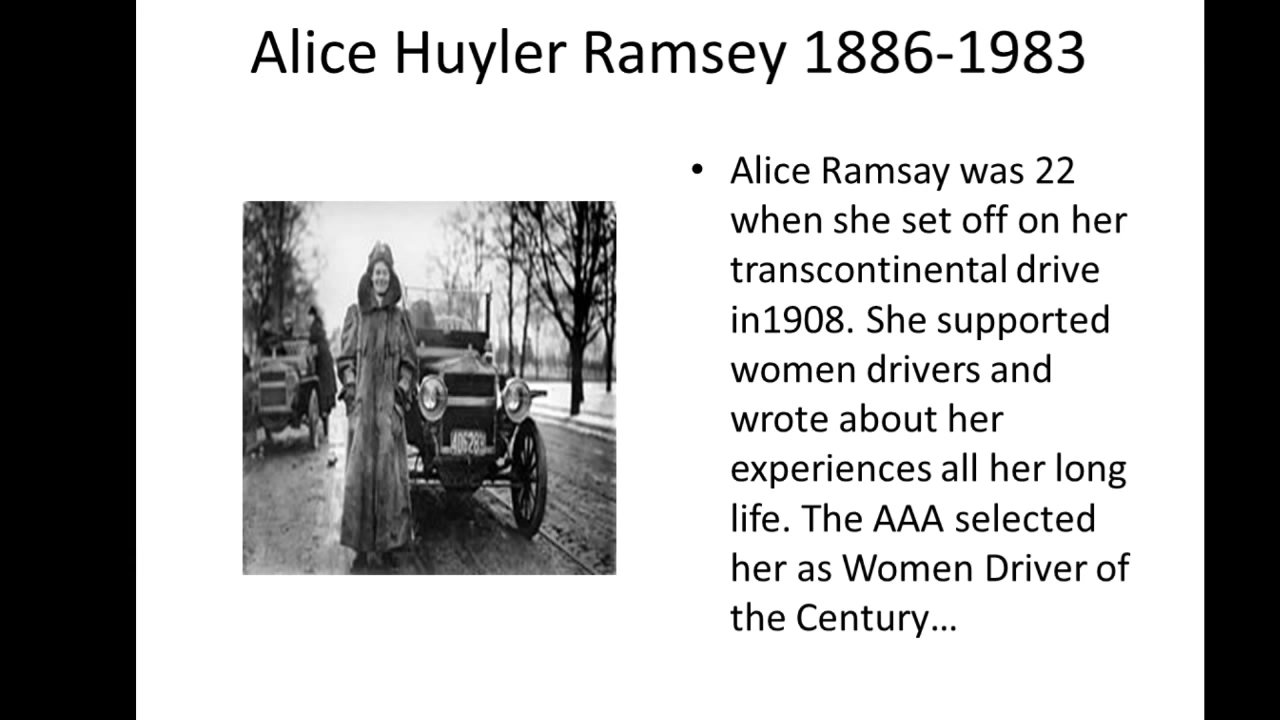 Alice Huyler Ramsey 1886-1983
• Alice Ramsay was 22
when she set off on her
transcontinental drive
in1908. She supported
women drivers and
wrote about her
experiences all her long
life. The AAA selected
her as Women Driver of
the Century…